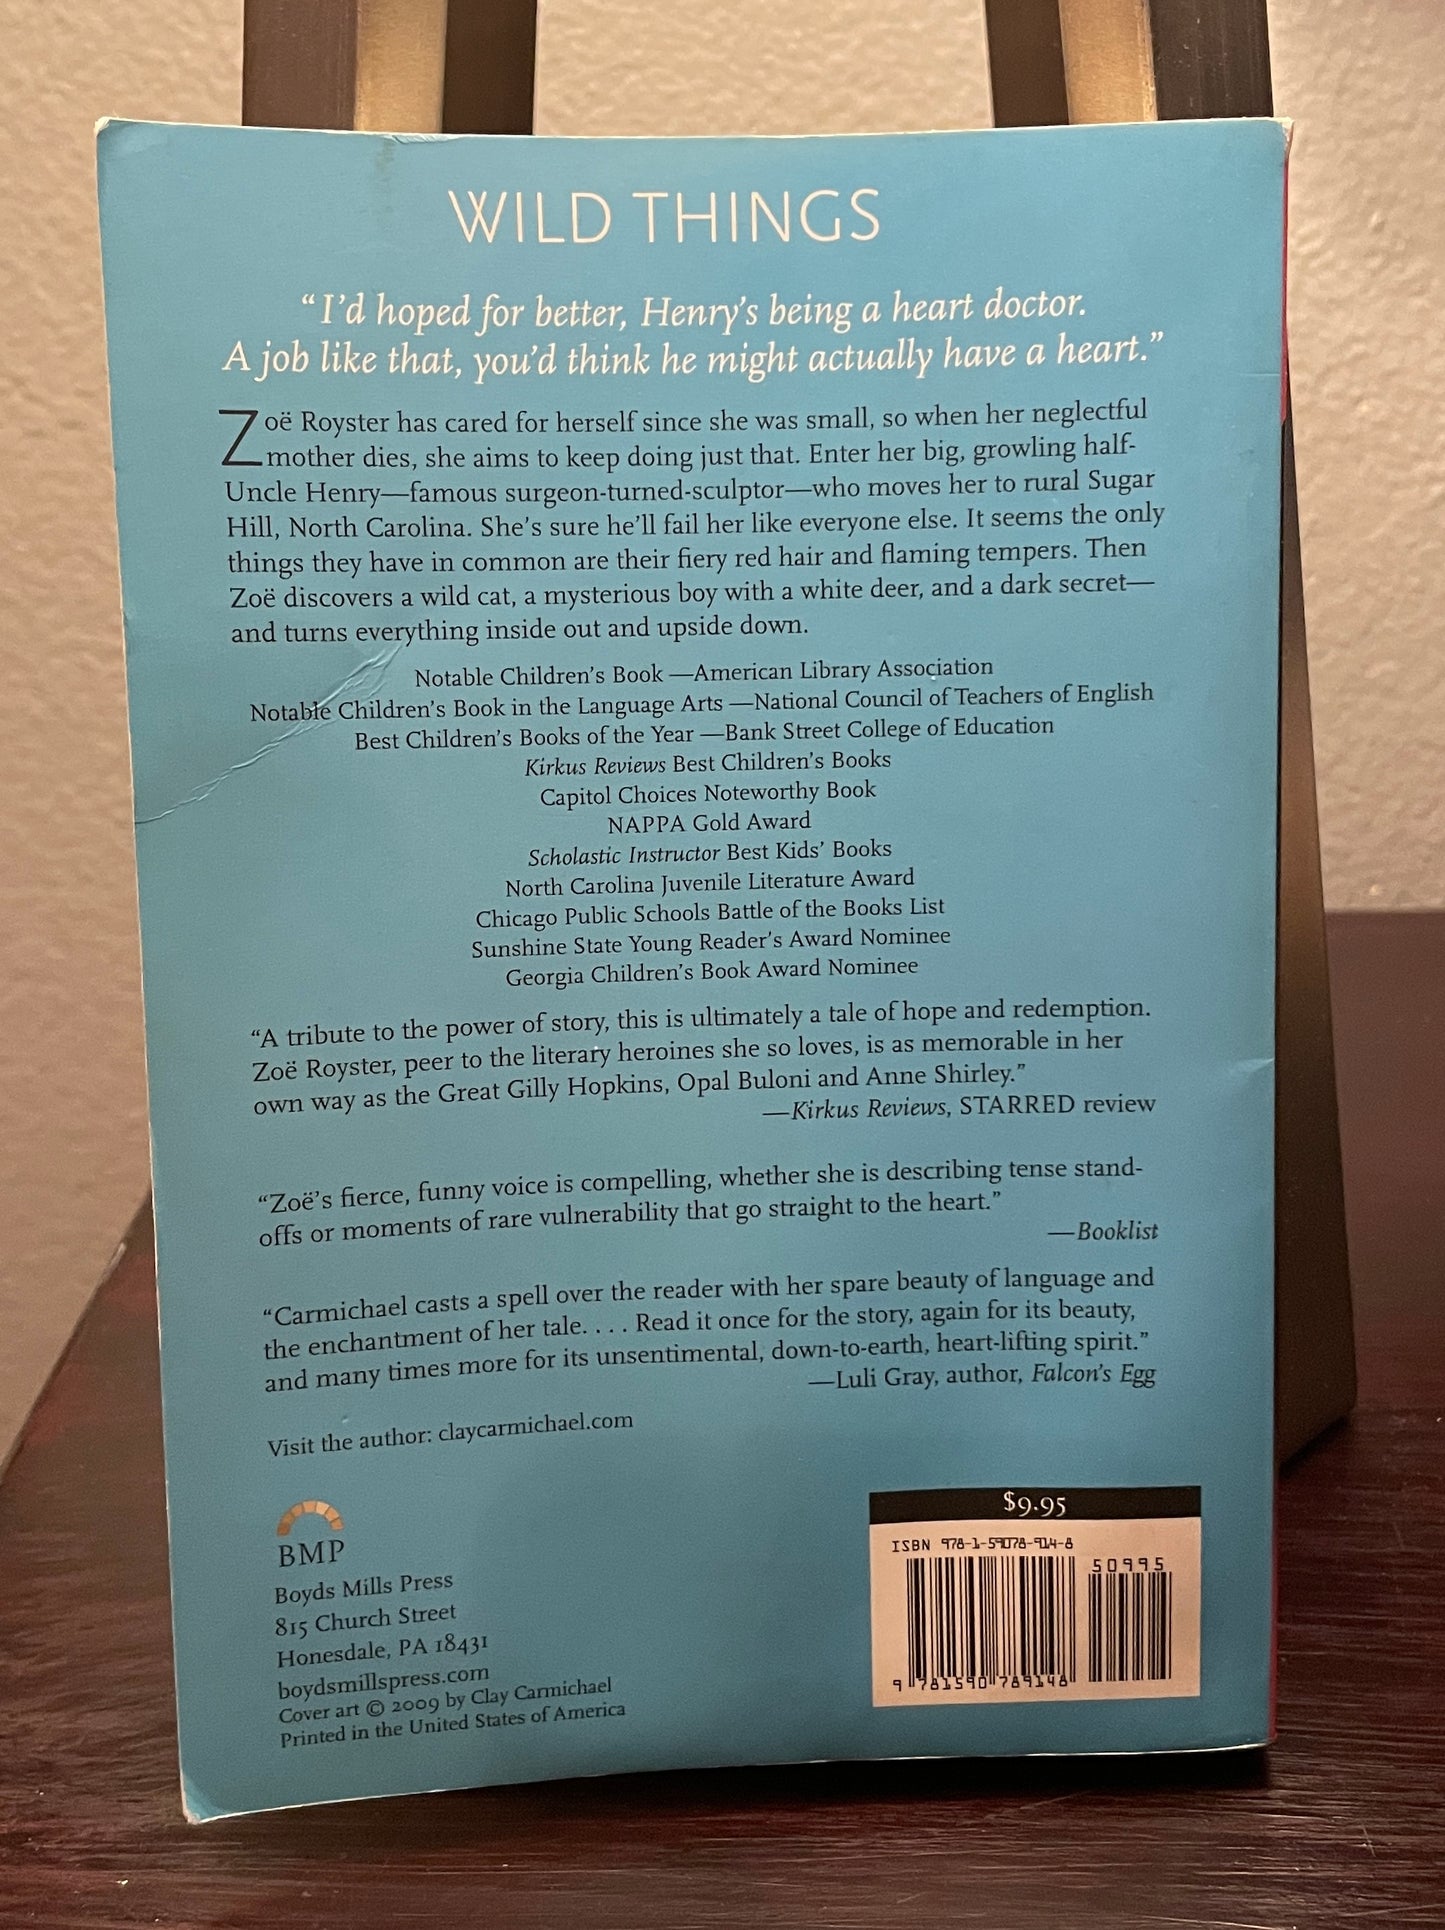 WILD THINGS
“I’d hoped for better, Henry’s being a heart doctor.
A job like that, you’d think he might actually have a heart.”
Zoë Royster has cared for herself since she was small, so when her neglectful
mother dies, she aims to keep doing just that. Enter her big, growling half-
Uncle Henry—famous surgeon-turned-sculptor—who moves her to rural Sugar
Hill, North Carolina. She’s sure he’ll fail her like everyone else. It seems the only
things they have in common are their fiery red hair and flaming tempers. Then
Zoë discovers a wild cat, a mysterious boy with a white deer, and a dark secret—
and turns everything inside out and upside down.
Notable Children’s Book —American Library Association
Notable Children’s Book in the Language Arts —National Council of Teachers of English
Best Children’s Books of the Year —Bank Street College of Education
Kirkus Reviews Best Children’s Books
Capitol Choices Noteworthy Book
NAPPA Gold Award
Scholastic Instructor Best Kids’ Books
North Carolina Juvenile Literature Award
Chicago Public Schools Battle of the Books List
Sunshine State Young Reader’s Award Nominee
Georgia Children’s Book Award Nominee
“A tribute to the power of story, this is ultimately a tale of hope and redemption.
Zoë Royster, peer to the literary heroines she so loves, is as memorable in her
own way as the Great Gilly Hopkins, Opal Buloni and Anne Shirley.”
—Kirkus Reviews, STARRED review
“Zoë’s fierce, funny voice is compelling, whether she is describing tense stand-
offs or moments of rare vulnerability that go straight to the heart.”
—Booklist
“Carmichael casts a spell over the reader with her spare beauty of language and
the enchantment of her tale. . . . Read it once for the story, again for its beauty,
and many times more for its unsentimental, down-to-earth, heart-lifting spirit.”
—Luli Gray, author, Falcon’s Egg
Visit the author: claycarmichael.com
BMP
Boyds Mills Press
815 Church Street
Honesdale, PA 18431
boydsmillspress.com
Cover art © 2009 by Clay Carmichael
Printed in the United States of America
$9.95
ISBN 978-1-59078-914-8
50995
9 781590 789148